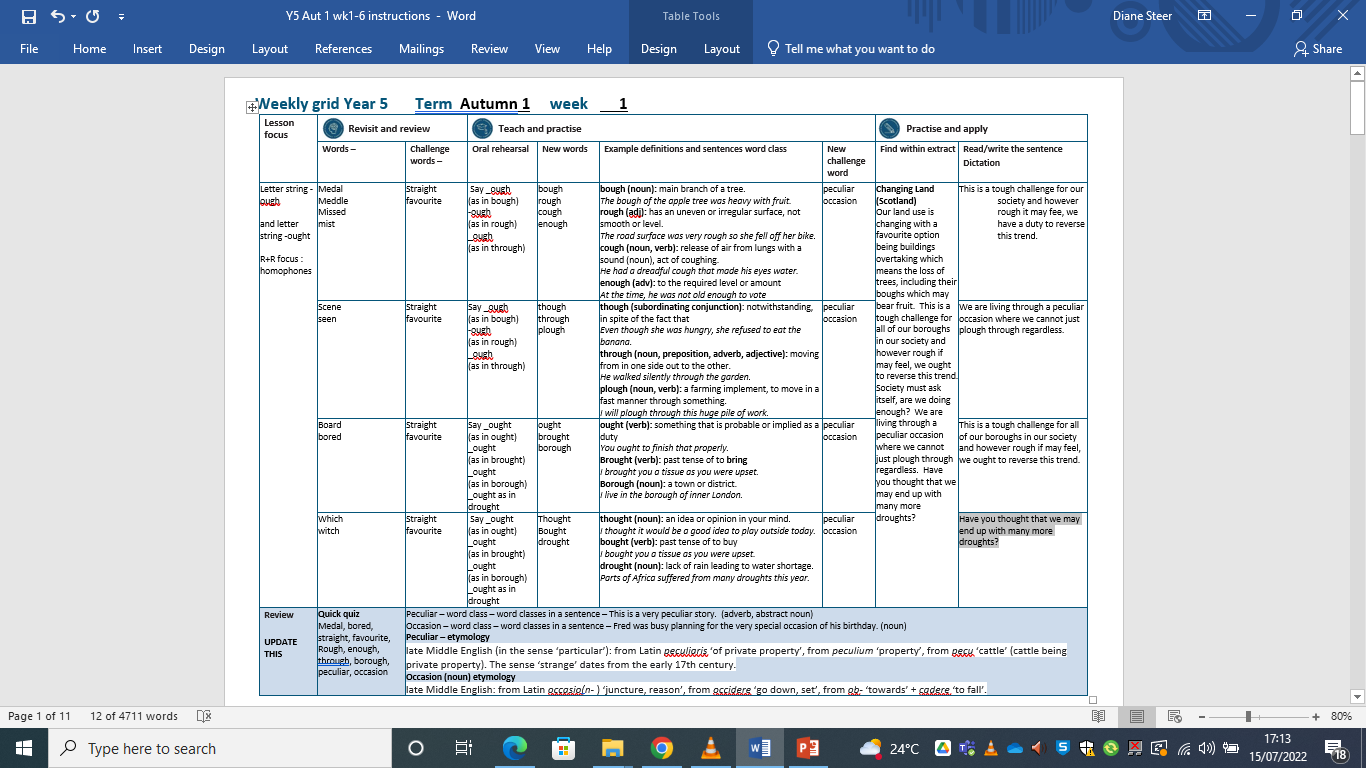 Y5 Aut 1 wk1-6 instructions - Word
Table Tools
Diane Steer
File Home Insert Design Layout References Mailings Review View Help Design Layout Tell me what you want to do Share
Weekly grid Year 5 Term Autumn 1 week __1
Lesson focus
Revisit and review
Teach and practise
Practise and apply
Words –
Challenge words –
Oral rehearsal
New words
Example definitions and sentences word class
New challenge word
Find within extract
Read/write the sentence
Dictation
Letter string -
ough
and letter
string -ought
R+R focus :
homophones
Medal
Meddle
Missed
mist
Straight
favourite
Say _ough
(as in bough)
-ough
(as in rough)
_ough
(as in through)
bough
rough
cough
enough
bough (noun): main branch of a tree.
The bough of the apple tree was heavy with fruit.
rough (adj): has an uneven or irregular surface, not
smooth or level.
The road surface was very rough so she fell off her bike.
cough (noun, verb): release of air from lungs with a
sound (noun), act of coughing.
He had a dreadful cough that made his eyes water.
enough (adv): to the required level or amount
At the time, he was not old enough to vote
peculiar
occasion
Changing Land
(Scotland)
Our land use is
changing with a
favourite option
being buildings
overtaking which
means the loss of
trees, including their
boughs which may
bear fruit. This is a
tough challenge for
all of our boroughs
in our society and
however rough if
may feel, we ought
to reverse this trend.
Society must ask
itself, are we doing
enough? We are
living through a
peculiar occasion
where we cannot
just plough through
regardless. Have
you thought that we
may end up with
many more
droughts?
This is a tough challenge for our
society and however
rough it may fee, we
have a duty to reverse
this trend.
Scene
seen
Straight
favourite
Say _ough
(as in bough)
-ough
(as in rough)
_ough
(as in through)
though
through
plough
though (subordinating conjunction): notwithstanding,
in spite of the fact that
Even though she was hungry, she refused to eat the
banana.
through (noun, preposition, adverb, adjective): moving
from in one side out to the other.
He walked silently through the garden.
plough (noun, verb): a farming implement, to move in a
fast manner through something.
I will plough through this huge pile of work.
peculiar
occasion
We are living through a peculiar
occasion where we cannot just
plough through regardless.
Board
bored
Straight
favourite
Say _ought
(as in ought)
_ought
(as in brought)
_ought
(as in borough)
_ought as in
drought
ought
brought
borough
ought (verb): something that is probable or implied as a
duty
You ought to finish that properly.
Brought (verb): past tense of to bring
I brought you a tissue as you were upset.
Borough (noun): a town or district.
I live in the borough of inner London.
peculiar
occasion
This is a tough challenge for all
of our boroughs in our society
and however rough if may feel,
we ought to reverse this trend.
Which
witch
Straight
favourite
Say _ought
(as in ought)
_ought
(as in brought)
_ought
(as in borough)
_ought as in
drought
Thought
Bought
drought
thought (noun): an idea or opinion in your mind.
I thought it would be a good idea to play outside today.
bought (verb): past tense of to buy
I bought you a tissue as you were upset.
drought (noun): lack of rain leading to water shortage.
Parts of Africa suffered from many droughts this year.
peculiar
occasion
Have you thought that we may
end up with many more
droughts?
Review
UPDATE
THIS
Quick quiz
Medal, bored,
straight, favourite,
Rough, enough,
through, borough,
peculiar, occasion
Peculiar – word class – word classes in a sentence – This is a very peculiar story. (adverb, abstract noun)
Occasion – word class – word classes in a sentence – Fred was busy planning for the very special occasion of his birthday. (noun)
Peculiar – etymology
late Middle English (in the sense ‘particular’): from Latin peculiaris ‘of private property’, from peculium ‘property’, from pecu ‘cattle’ (cattle being
private property). The sense ‘strange’ dates from the early 17th century.
Occasion (noun) etymology
late Middle English: from Latin occasio(n- ) ‘juncture, reason’, from occidere ‘go down, set’, from ob- ‘towards’ + cadere ‘to fall’.
Page 1 of 11 12 of 4711 words 80%
Type here to search
24°C
17:13
15/07/2022
18